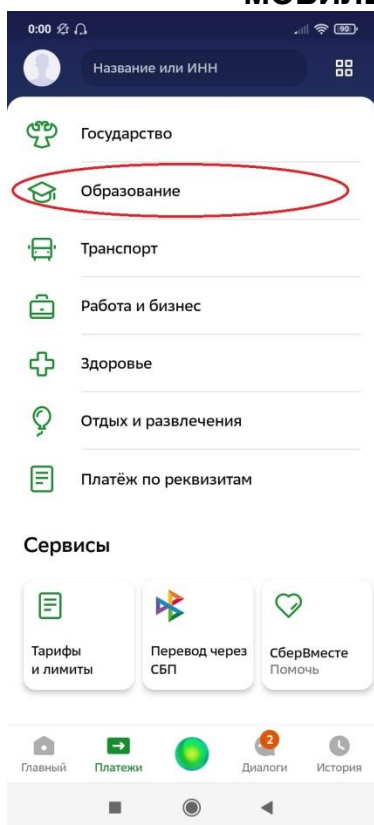 0:00
90
Название или ИНН
Государство
Образование
Транспорт
Работа и бизнес
Здоровье
Отдых и развлечения
Платёж по реквизитам
Сервисы
Тарифы
и лимиты
Перевод через
СБП
СберВместе
Помочь
2
Главный
Платежи
Диалоги
История